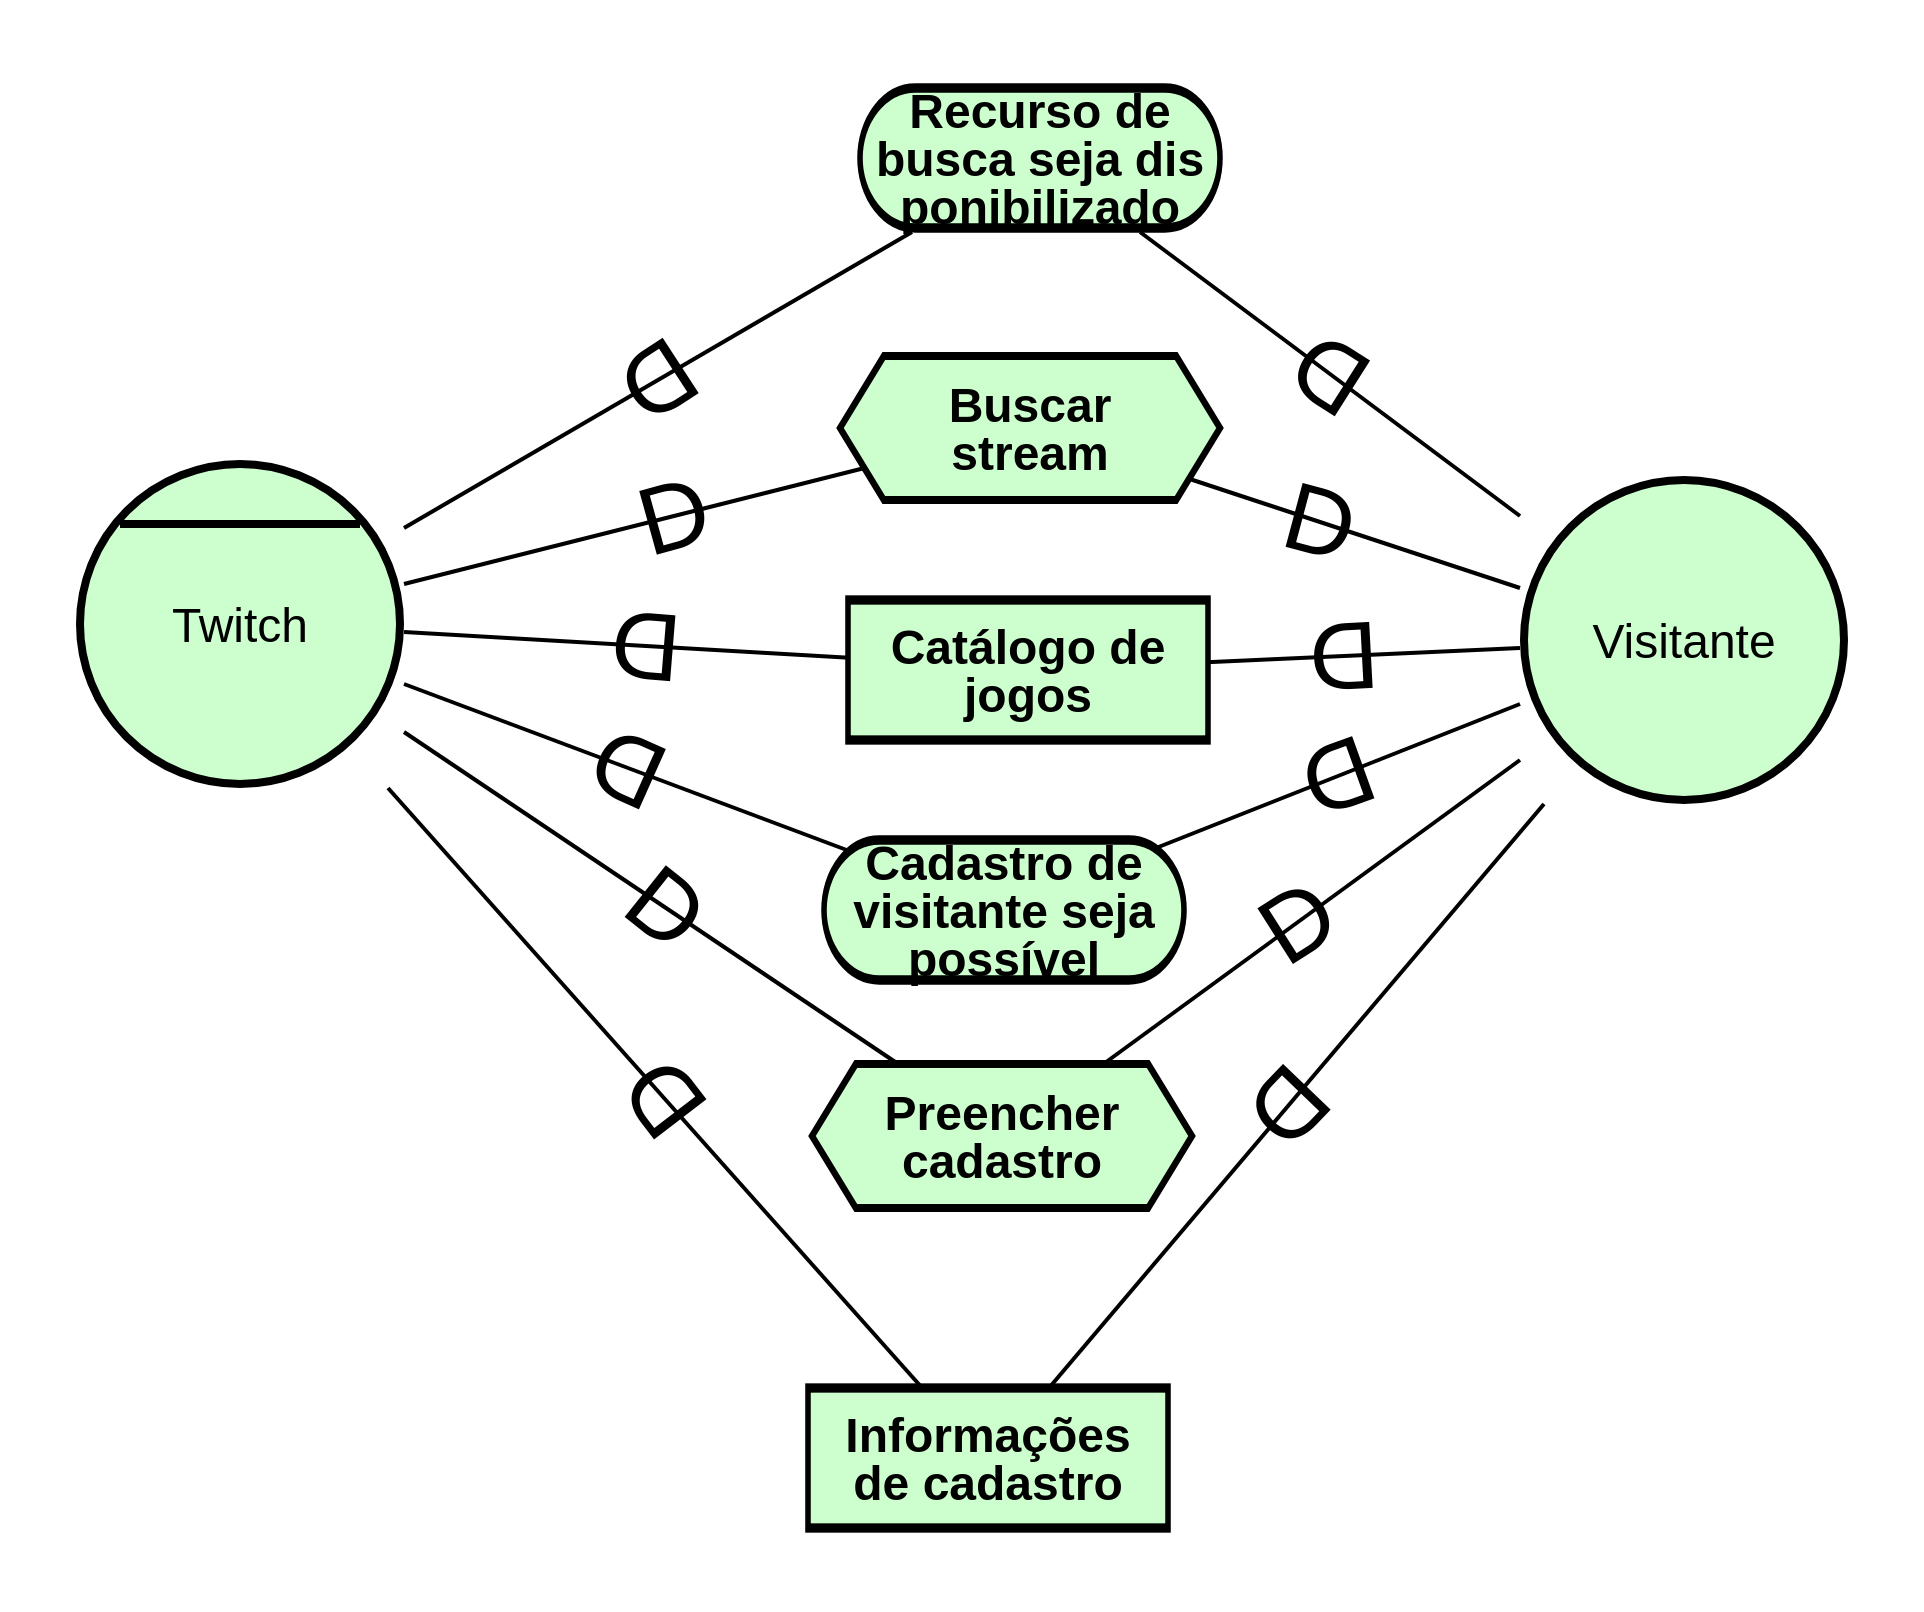 Recurso de
busca seja dis
ponibilizado
Buscar
stream
Twitch
Catálogo de
jogos
Visitante
Cadastro de
visitante seja
possível
Preencher
cadastro
Informações
de cadastro